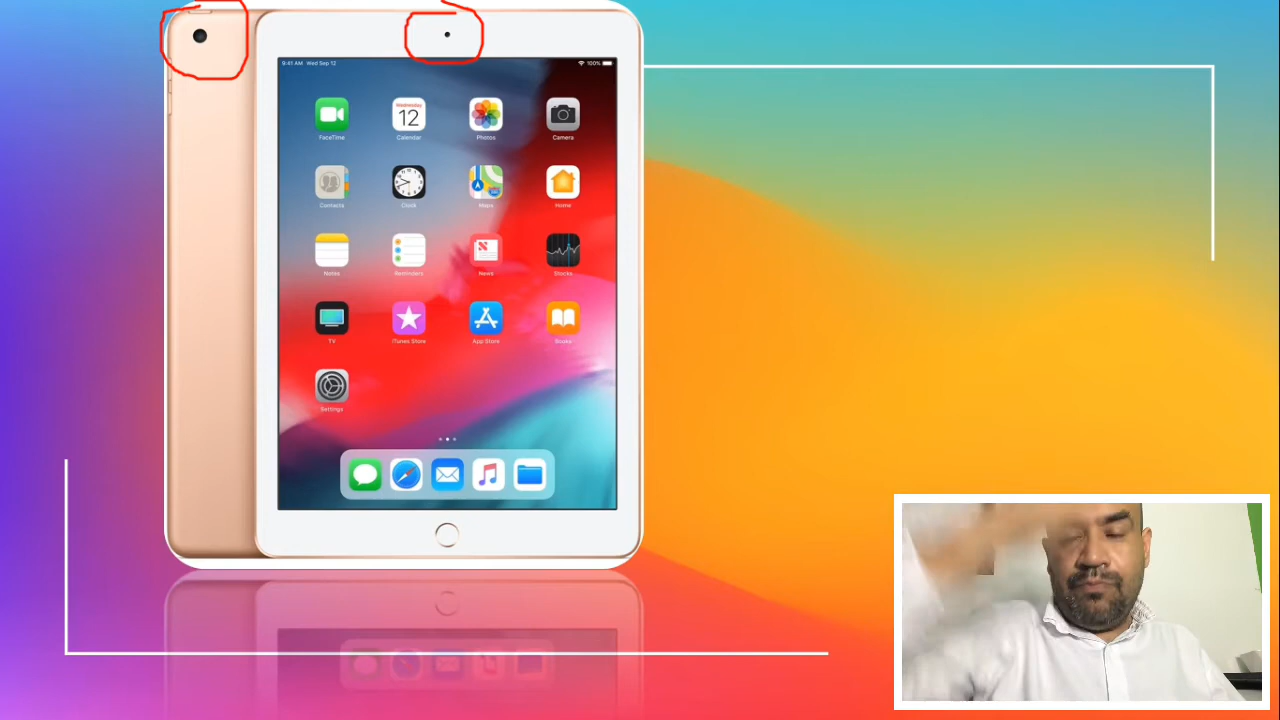 9:41 AM Wed Sep 12
100%
Wednesday
12
FaceTime
Calendar
Photos
Camera
Contacts
Clock
Maps
Home
Notes
Reminders
News
Stocks
TV
iTunes Store
App Store
Books
Settings